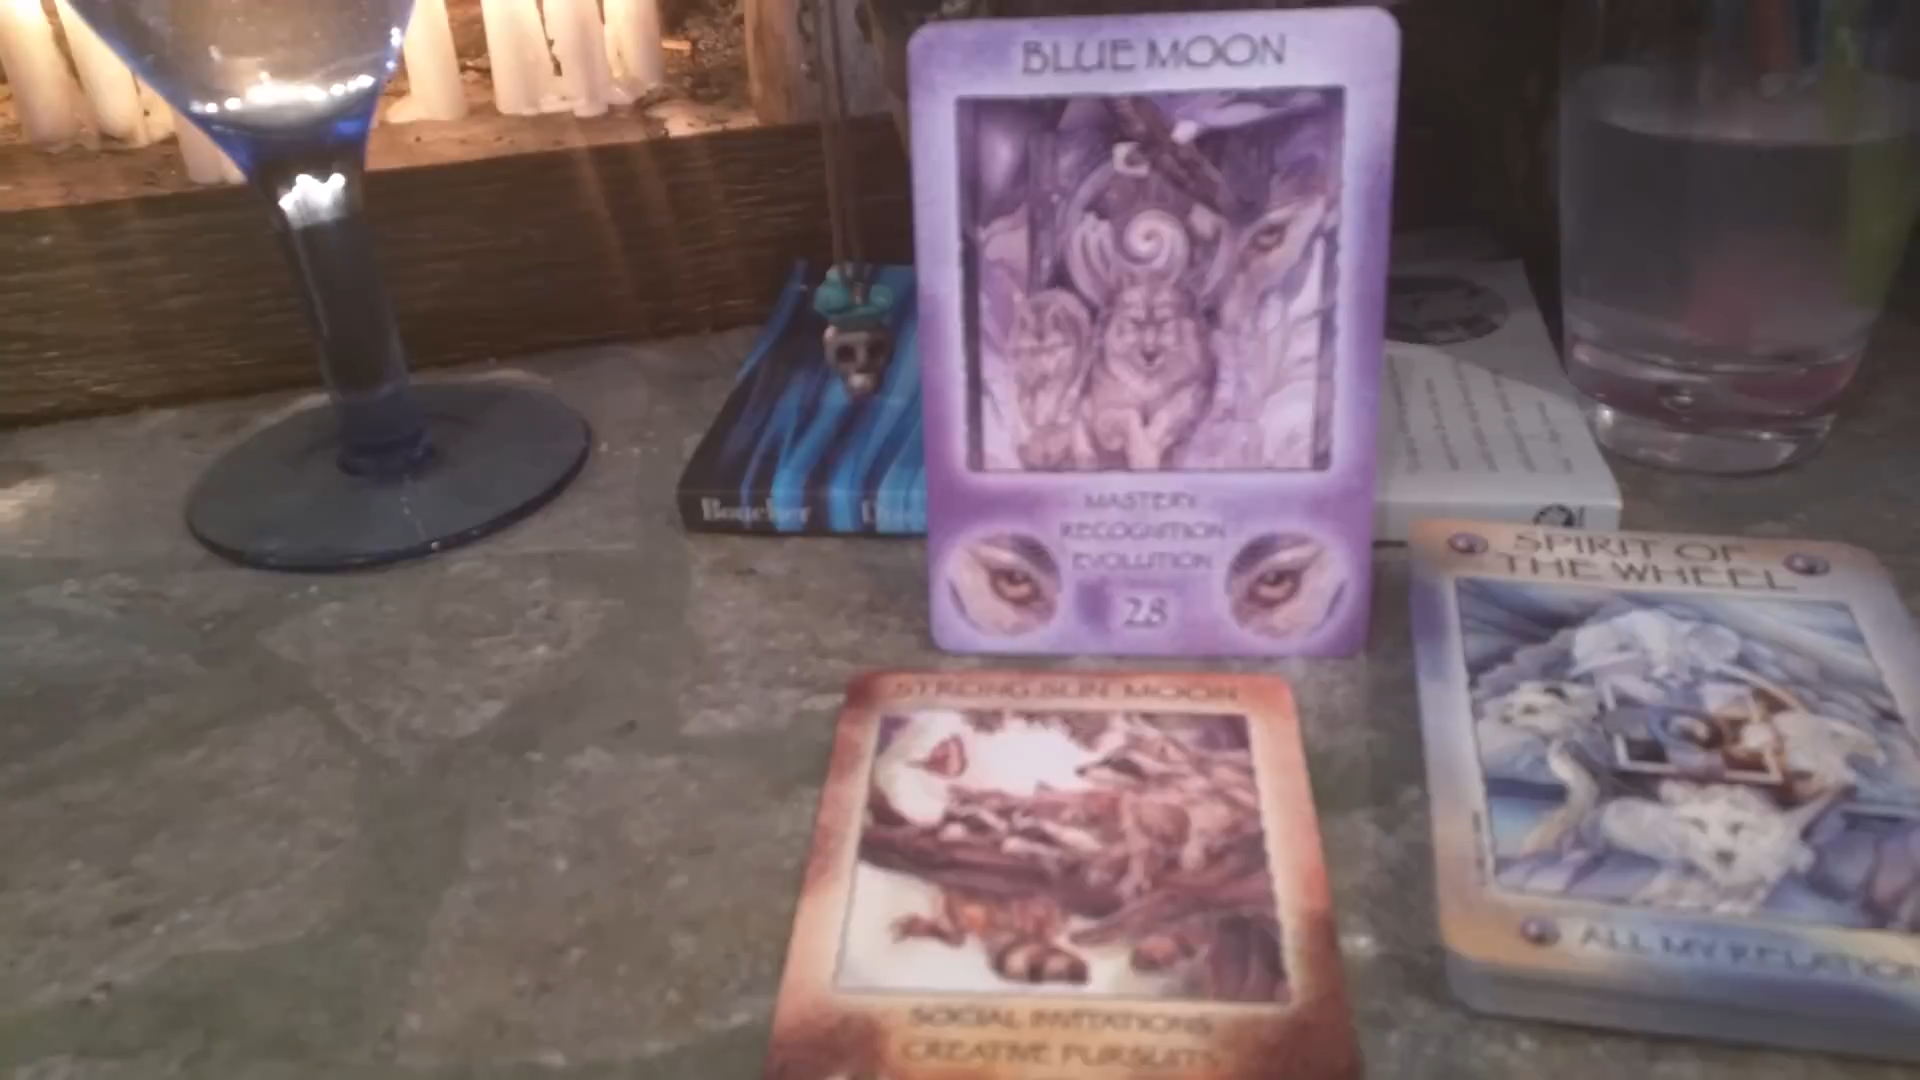 BLUE MOON
MASTERY
RECOGNITION
EVOLUTION
28
SPIRIT OF
THE WHEEL
ALL MY RELATION
STRONG SUN MOON
SOCIAL INVITATIONS
CREATIVE PURSUITS